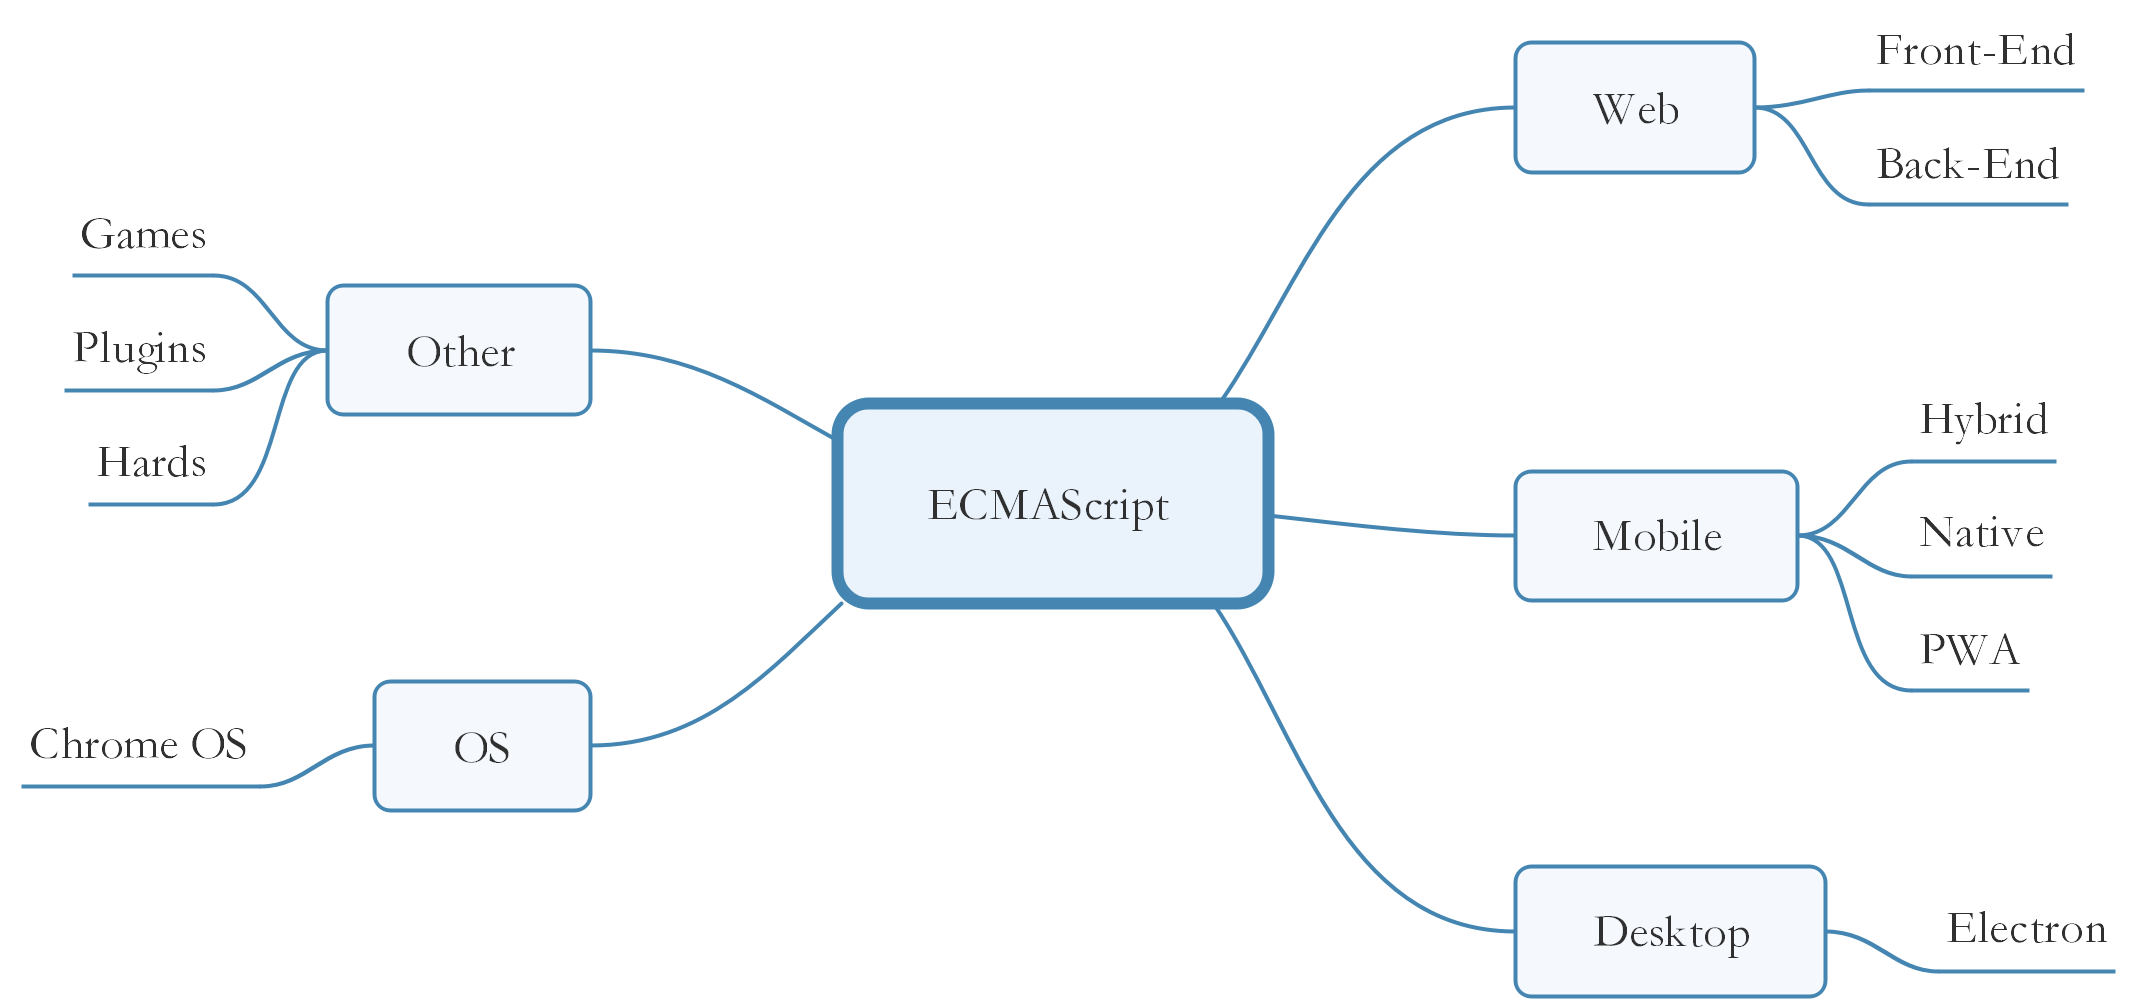 ECMAScript
Web
Front-End
Back-End
Mobile
Hybrid
Native
PWA
Desktop
Electron
Other
Games
Plugins
Hards
OS
Chrome OS